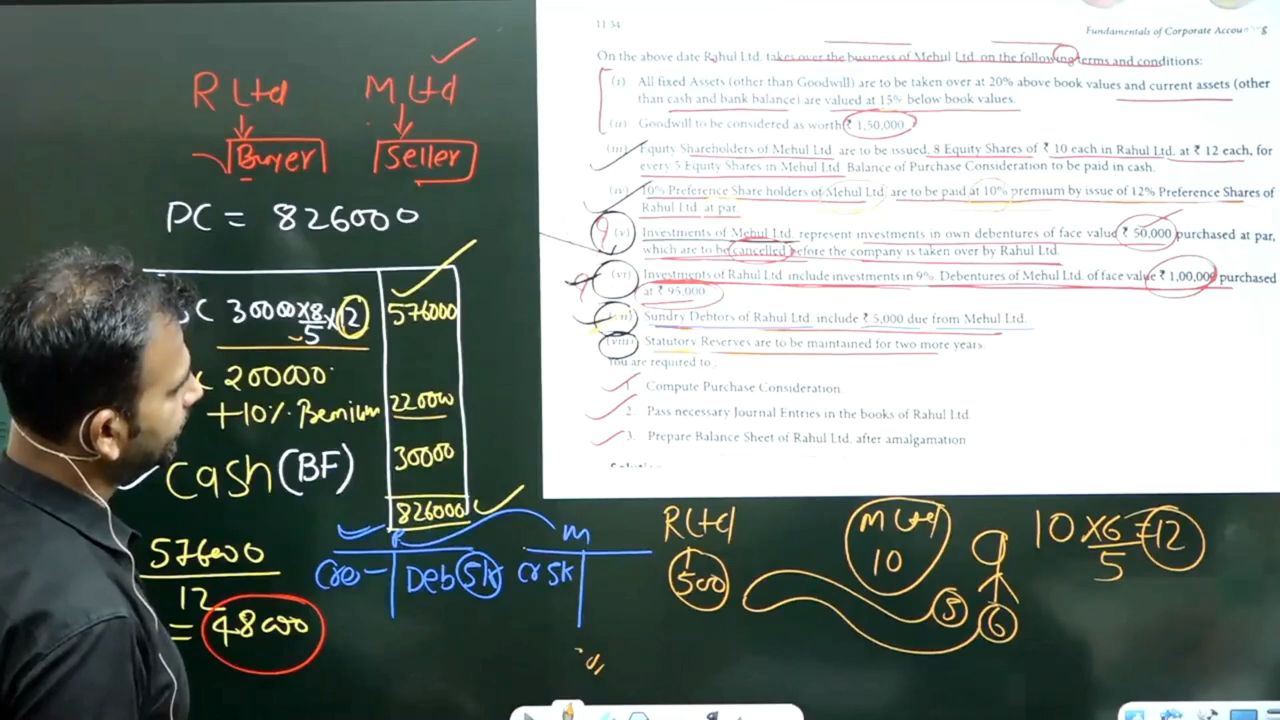 R Ltd
M Ltd
Buyer
Seller
PC = 826000
30000 × 8/5 × 12
576000
200000
+10% Premium
220000
Cash (BF)
30000
826000
576000
12
= 48000
R
M
Cre
Deb 5k
Cr 5k
R Ltd
500
M Ltd
10
5
6
10 × 6/5 = 12
11.34
Fundamentals of Corporate Accounting
On the above date Rahul Ltd. takes over the business of Mehul Ltd. on the following terms and conditions:
(i) All fixed Assets (other than Goodwill) are to be taken over at 20% above book values and current assets (other
than cash and bank balance) are valued at 15% below book values.
(ii) Goodwill to be considered as worth ₹ 1,50,000
(iii) Equity Shareholders of Mehul Ltd. are to be issued, 8 Equity Shares of ₹ 10 each in Rahul Ltd. at ₹ 12 each, for
every 5 Equity Shares in Mehul Ltd. Balance of Purchase Consideration to be paid in cash.
(iv) 10% Preference Share holders of Mehul Ltd. are to be paid at 10% premium by issue of 12% Preference Shares of
Rahul Ltd. at par.
(v) Investments of Mehul Ltd. represent investments in own debentures of face value ₹ 50,000 purchased at par,
which are to be cancelled before the company is taken over by Rahul Ltd.
(vi) Investments of Rahul Ltd. include investments in 9% Debentures of Mehul Ltd. of face value ₹ 1,00,000 purchased
at ₹ 95,000
(vii) Sundry Debtors of Rahul Ltd. include ₹ 5,000 due from Mehul Ltd.
(viii) Statutory Reserves are to be maintained for two more years.
You are required to
1. Compute Purchase Consideration.
2. Pass necessary Journal Entries in the books of Rahul Ltd.
3. Prepare Balance Sheet of Rahul Ltd. after amalgamation